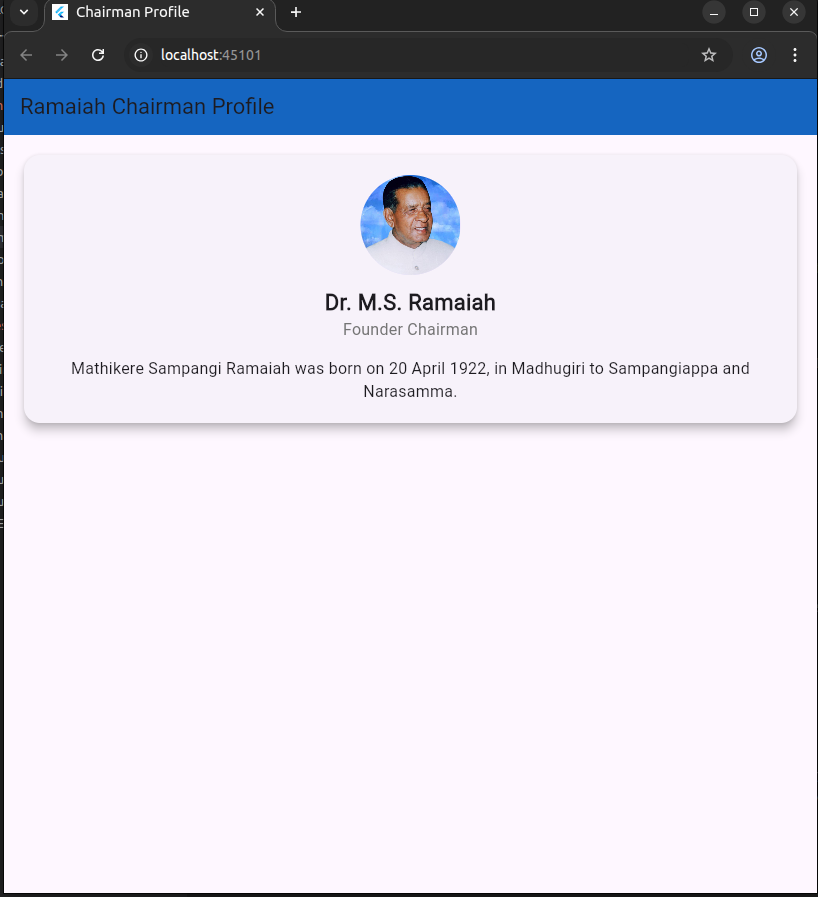 Chairman Profile
localhost:45101
Ramaiah Chairman Profile
Dr. M.S. Ramaiah
Founder Chairman
Mathikere Sampangi Ramaiah was born on 20 April 1922, in Madhugiri to Sampangiappa and
Narasamma.